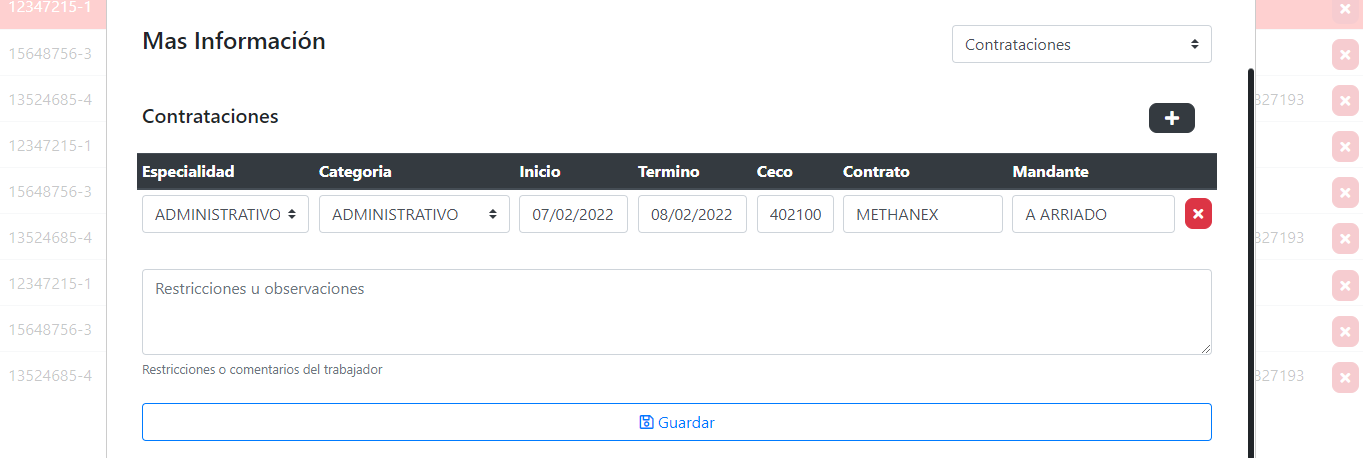 12347215-1
Mas Información
Contrataciones
15648756-3
13524685-4
327193
Contrataciones
12347215-1
Especialidad Categoria Inicio Termino Ceco Contrato Mandante
15648756-3
ADMINISTRATIVO ADMINISTRATIVO 07/02/2022 08/02/2022 402100 METHANEX A ARRIADO
13524685-4
327193
12347215-1
Restricciones u observaciones
15648756-3
Restricciones o comentarios del trabajador
13524685-4
327193
Guardar